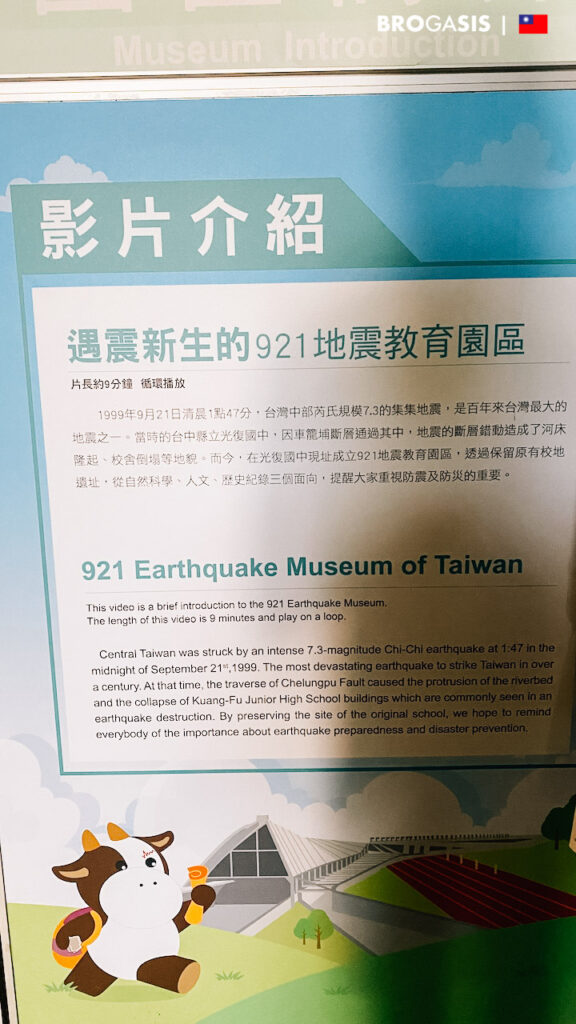 BROGASIS |
Museum Introduction
影片介紹
遇震新生的921地震教育園區
片長約9分鐘 循環播放
1999年9月21日清晨1點47分，台灣中部芮氏規模7.3的集集地震，是百年來台灣最大的
地震之一。當時的台中縣立光復國中，因車籠埔斷層通過其中，地震的斷層錯動造成了河床
隆起、校舍倒塌等地貌。而今，在光復國中現址成立921地震教育園區，透過保留原有校地
遺址，從自然科學、人文、歷史紀錄三個面向，提醒大家重視防震及防災的重要。
921 Earthquake Museum of Taiwan
This video is a brief introduction to the 921 Earthquake Museum.
The length of this video is 9 minutes and play on a loop.
Central Taiwan was struck by an intense 7.3-magnitude Chi-Chi earthquake at 1:47 in the
midnight of September 21st,1999. The most devastating earthquake to strike Taiwan in over
a century. At that time, the traverse of Chelungpu Fault caused the protrusion of the riverbed
and the collapse of Kuang-Fu Junior High School buildings which are commonly seen in an
earthquake destruction. By preserving the site of the original school, we hope to remind
everybody of the importance about earthquake preparedness and disaster prevention.